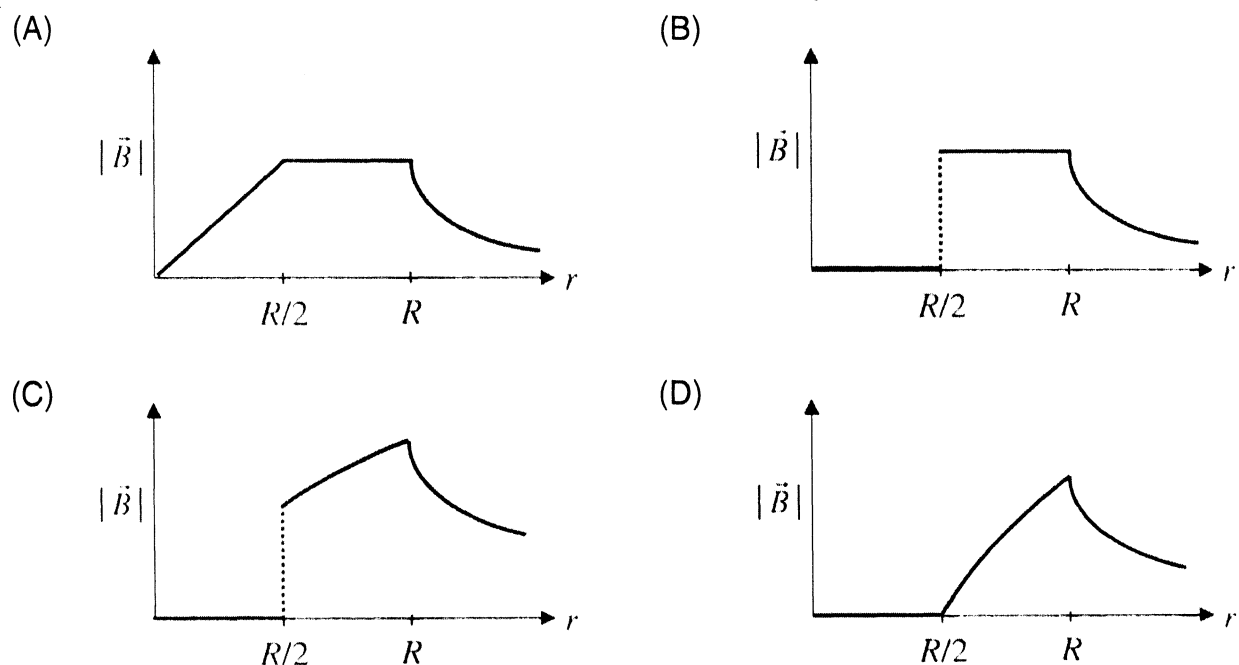 (A) (B)
|B⃗| |B⃗|
r r
R/2 R R/2 R
(C) (D)
|B⃗| |B⃗|
r r
R/2 R R/2 R